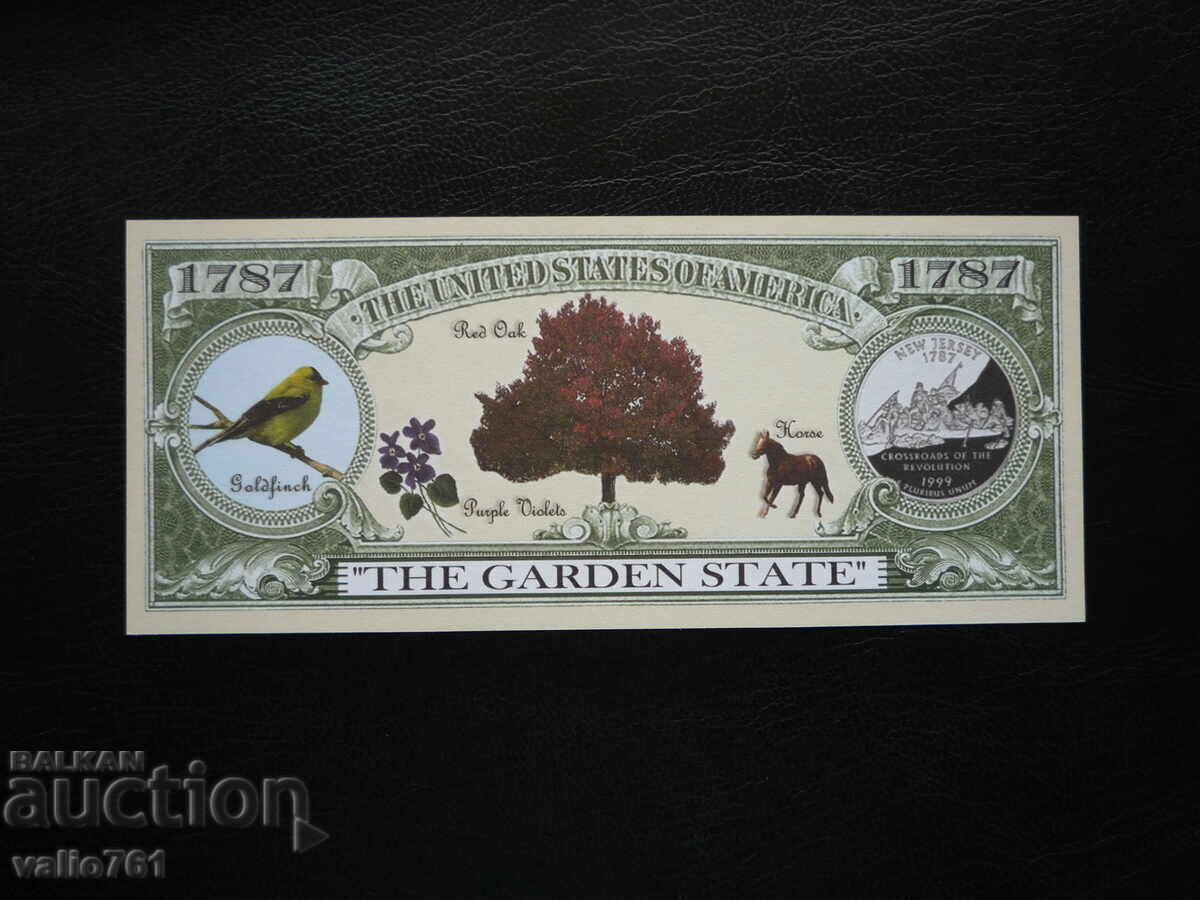 1787
THE UNITED STATES OF AMERICA
1787
Red Oak
Horse
Goldfinch
Purple Violets
NEW JERSEY
1787
CROSSROADS OF THE
REVOLUTION
1999
PLURIBUS UNUM
"THE GARDEN STATE"
BALKAN
auction
valio761